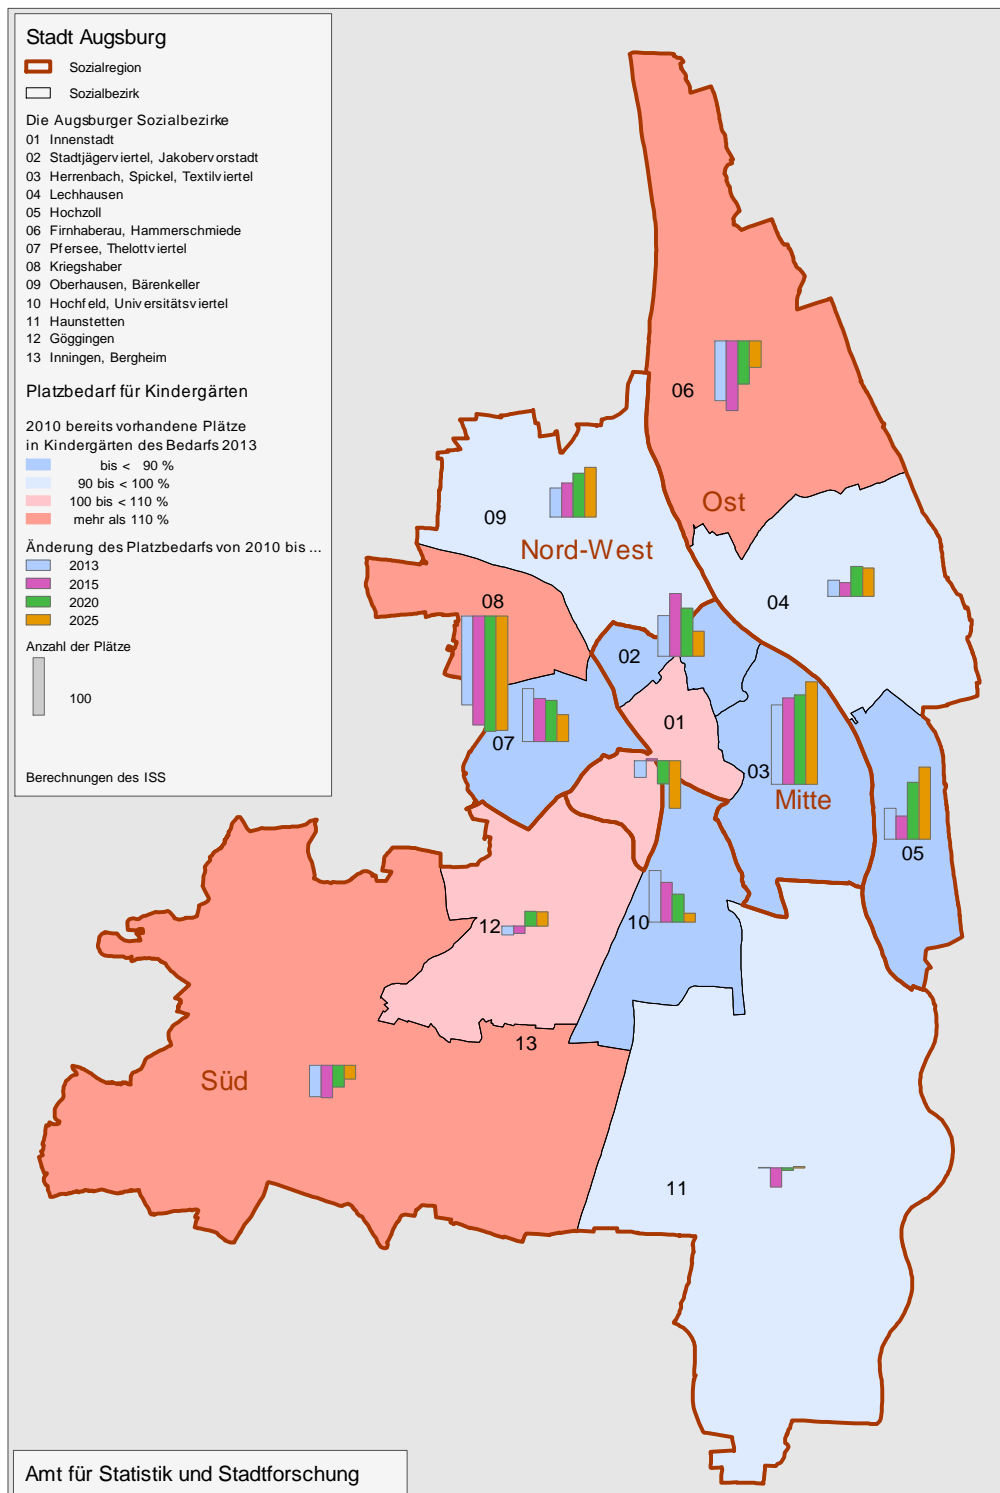 Stadt Augsburg
Sozialregion
Sozialbezirk
Die Augsburger Sozialbezirke
01 Innenstadt
02 Stadtjägerviertel, Jakobervorstadt
03 Herrenbach, Spickel, Textilviertel
04 Lechhausen
05 Hochzoll
06 Firnhaberau, Hammerschmiede
07 Pfersee, Thelottviertel
08 Kriegshaber
09 Oberhausen, Bärenkeller
10 Hochfeld, Universitätsviertel
11 Haunstetten
12 Göggingen
13 Inningen, Bergheim
Platzbedarf für Kindergärten
2010 bereits vorhandene Plätze
in Kindergärten des Bedarfs 2013
bis < 90 %
90 bis < 100 %
100 bis < 110 %
mehr als 110 %
Änderung des Platzbedarfs von 2010 bis ...
2013
2015
2020
2025
Anzahl der Plätze
100
Berechnungen des ISS
06
Ost
09
Nord-West
04
08
02
01
07
03
Mitte
05
12
10
13
Süd
11
Amt für Statistik und Stadtforschung